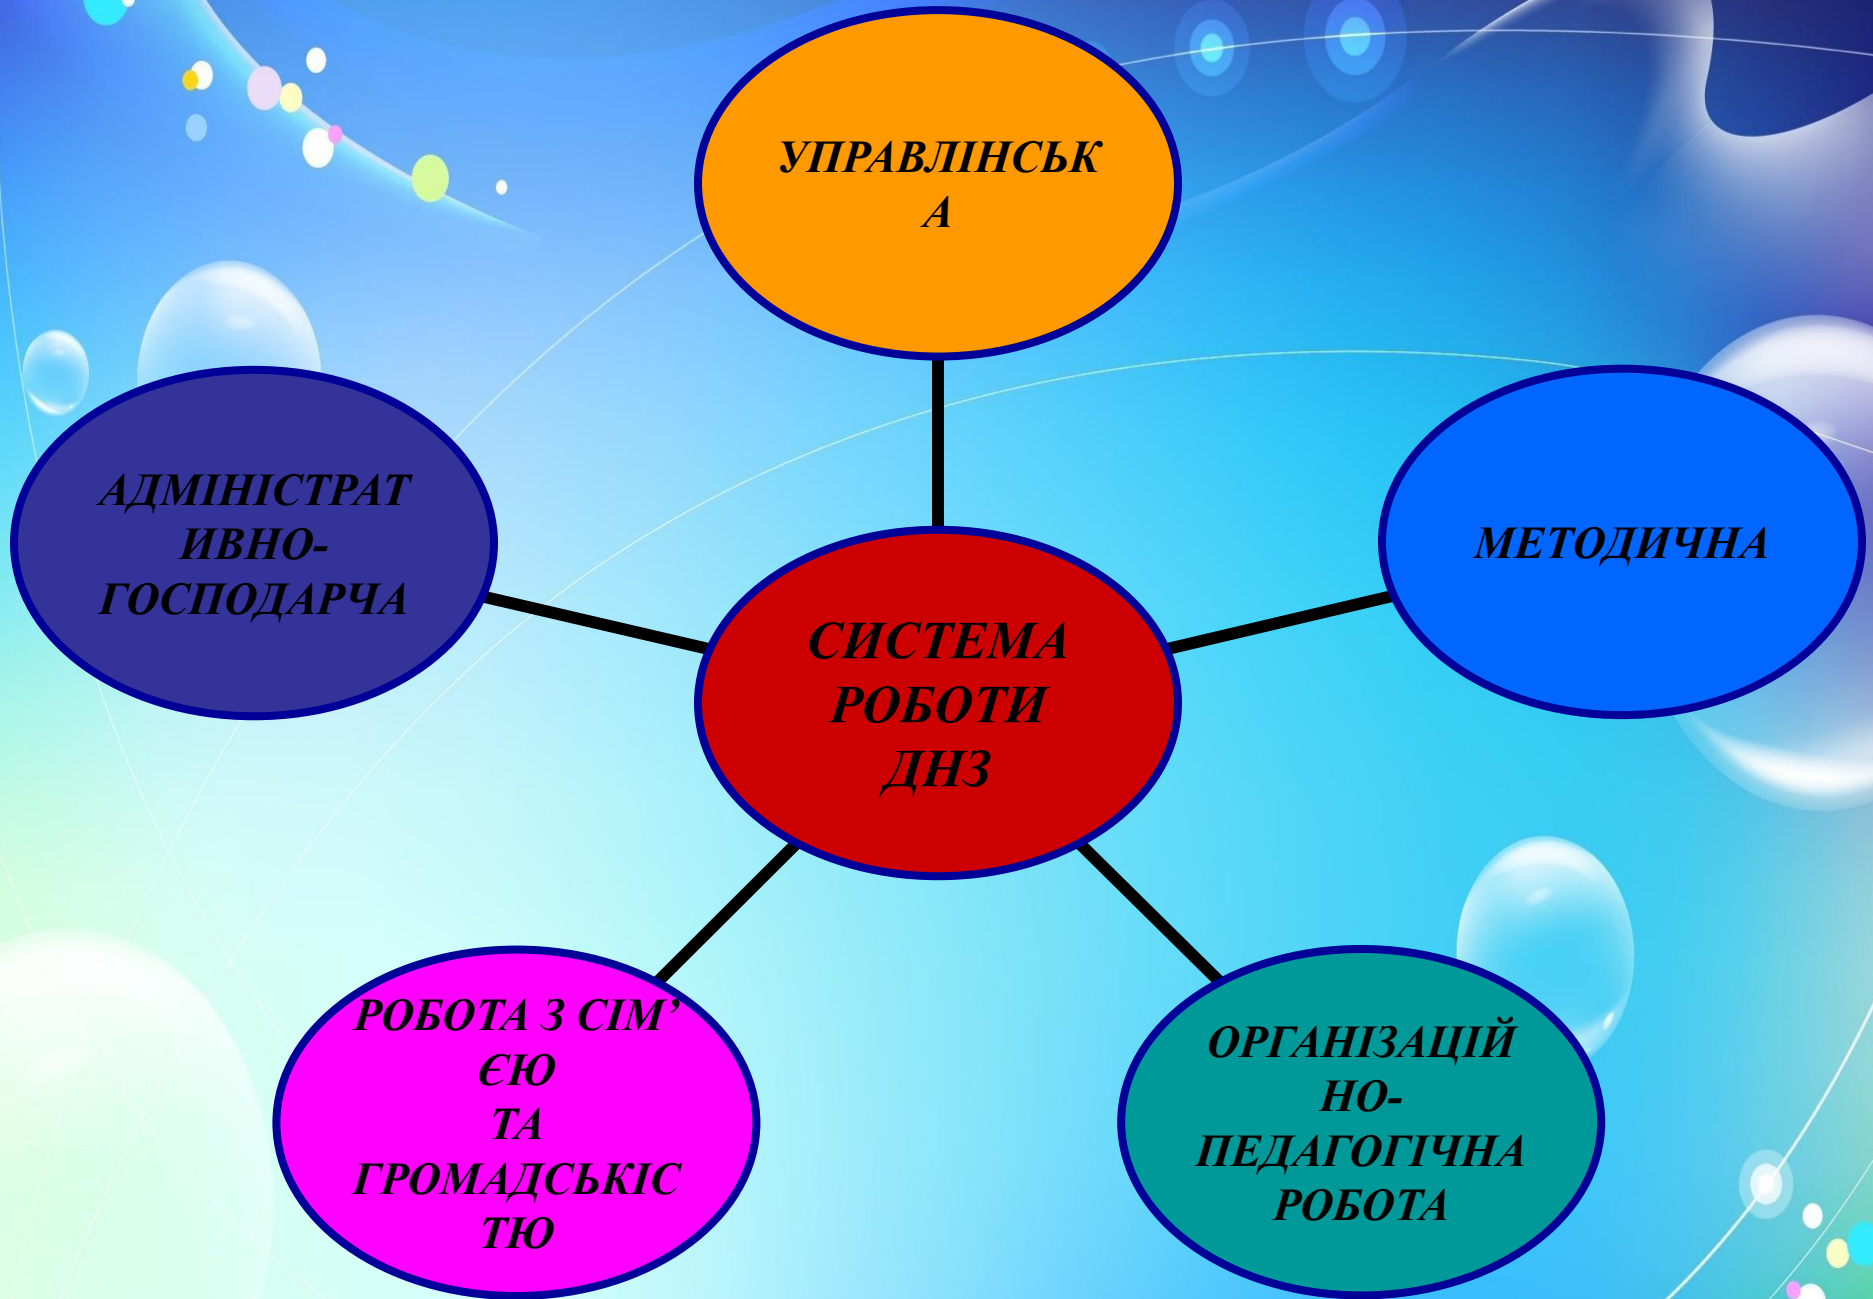 УПРАВЛІНСЬК
А
АДМІНІСТРАТ
ИВНО-
ГОСПОДАРЧА
МЕТОДИЧНА
СИСТЕМА
РОБОТИ
ДНЗ
РОБОТА З СІМ’
ЄЮ
ТА
ГРОМАДСЬКІС
ТЮ
ОРГАНІЗАЦІЙ
НО-
ПЕДАГОГІЧНА
РОБОТА